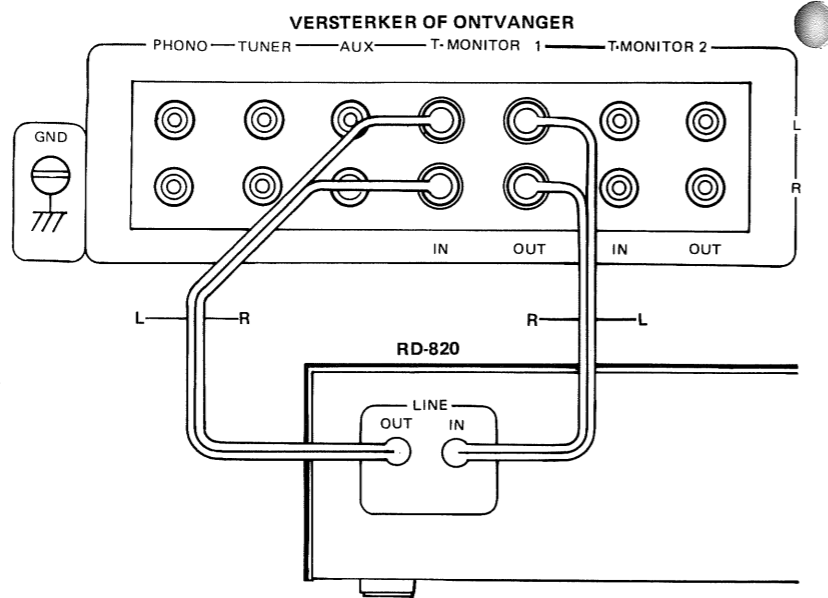 VERSTERKER OF ONTVANGER
PHONO TUNER AUX T-MONITOR 1 T-MONITOR 2
GND
L
R
IN OUT IN OUT
L R
R L
RD-820
LINE
OUT IN